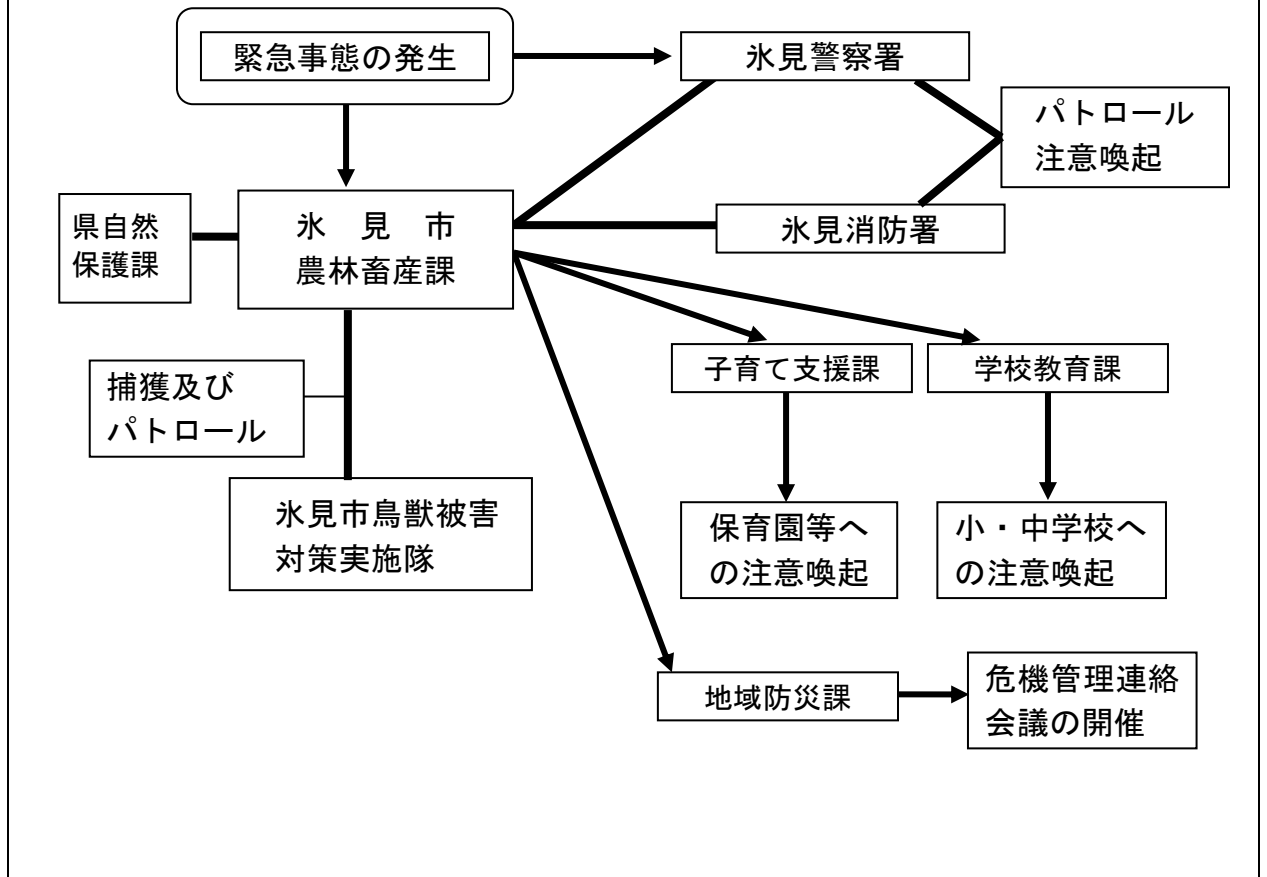 緊急事態の発生
氷見警察署
パトロール
注意喚起
県自然
保護課
氷　見　市
農林畜産課
氷見消防署
子育て支援課
学校教育課
捕獲及び
パトロール
氷見市鳥獣被害
対策実施隊
保育園等へ
の注意喚起
小・中学校へ
の注意喚起
地域防災課
危機管理連絡
会議の開催